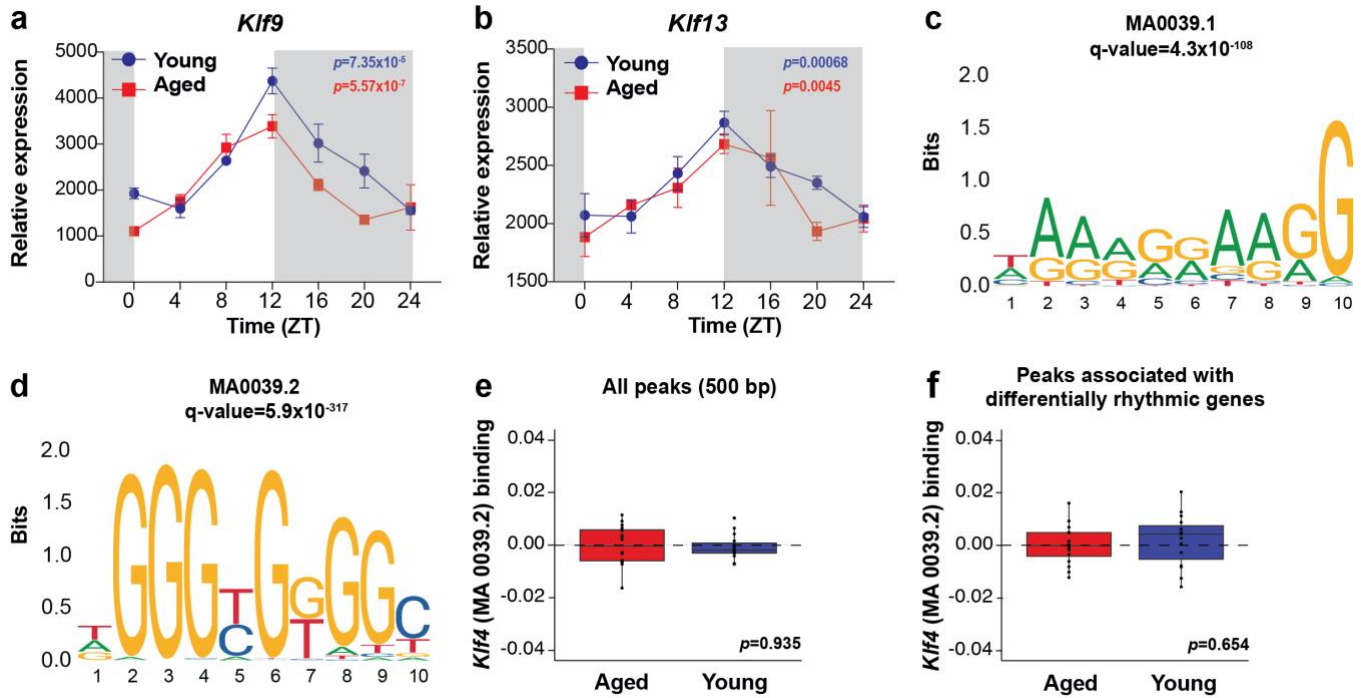 a
Klf9
Relative expression
5000
4000
3000
2000
1000
0
Young
Aged
p=7.35x10-5
p=5.57x10-7
0 4 8 12 16 20 24
Time (ZT)
b
Klf13
Relative expression
3500
3000
2500
2000
1500
Young
Aged
p=0.00068
p=0.0045
0 4 8 12 16 20 24
Time (ZT)
c
MA0039.1
q-value=4.3x10-108
Bits
2.0
1.5
1.0
0.5
0.0
1 2 3 4 5 6 7 8 9 10
d
MA0039.2
q-value=5.9x10-317
Bits
2.0
1.5
1.0
0.5
0.0
1 2 3 4 5 6 7 8 9 10
e
All peaks (500 bp)
Klf4 (MA 0039.2) binding
0.04
0.02
0.00
-0.02
-0.04
p=0.935
Aged Young
f
Peaks associated with
differentially rhythmic genes
Klf4 (MA 0039.2) binding
0.04
0.02
0.00
-0.02
-0.04
p=0.654
Aged Young